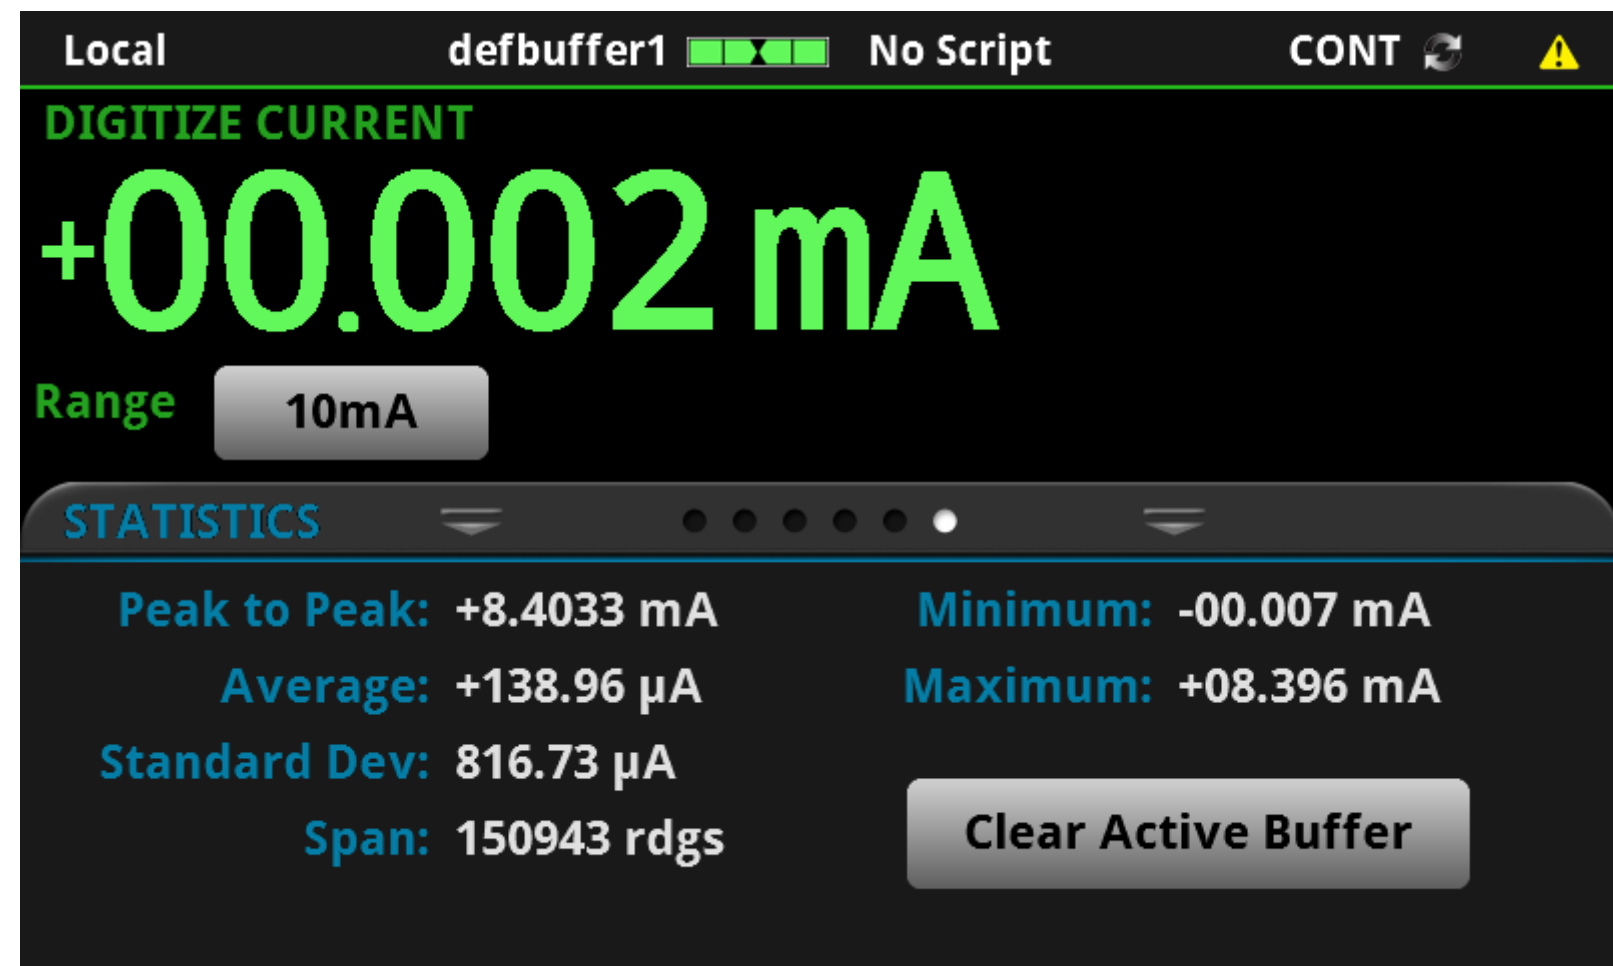 Local defbuffer1 No Script CONT
DIGITIZE CURRENT
+00.002 mA
Range 10mA
STATISTICS
Peak to Peak: +8.4033 mA Minimum: -00.007 mA
Average: +138.96 µA Maximum: +08.396 mA
Standard Dev: 816.73 µA
Span: 150943 rdgs Clear Active Buffer